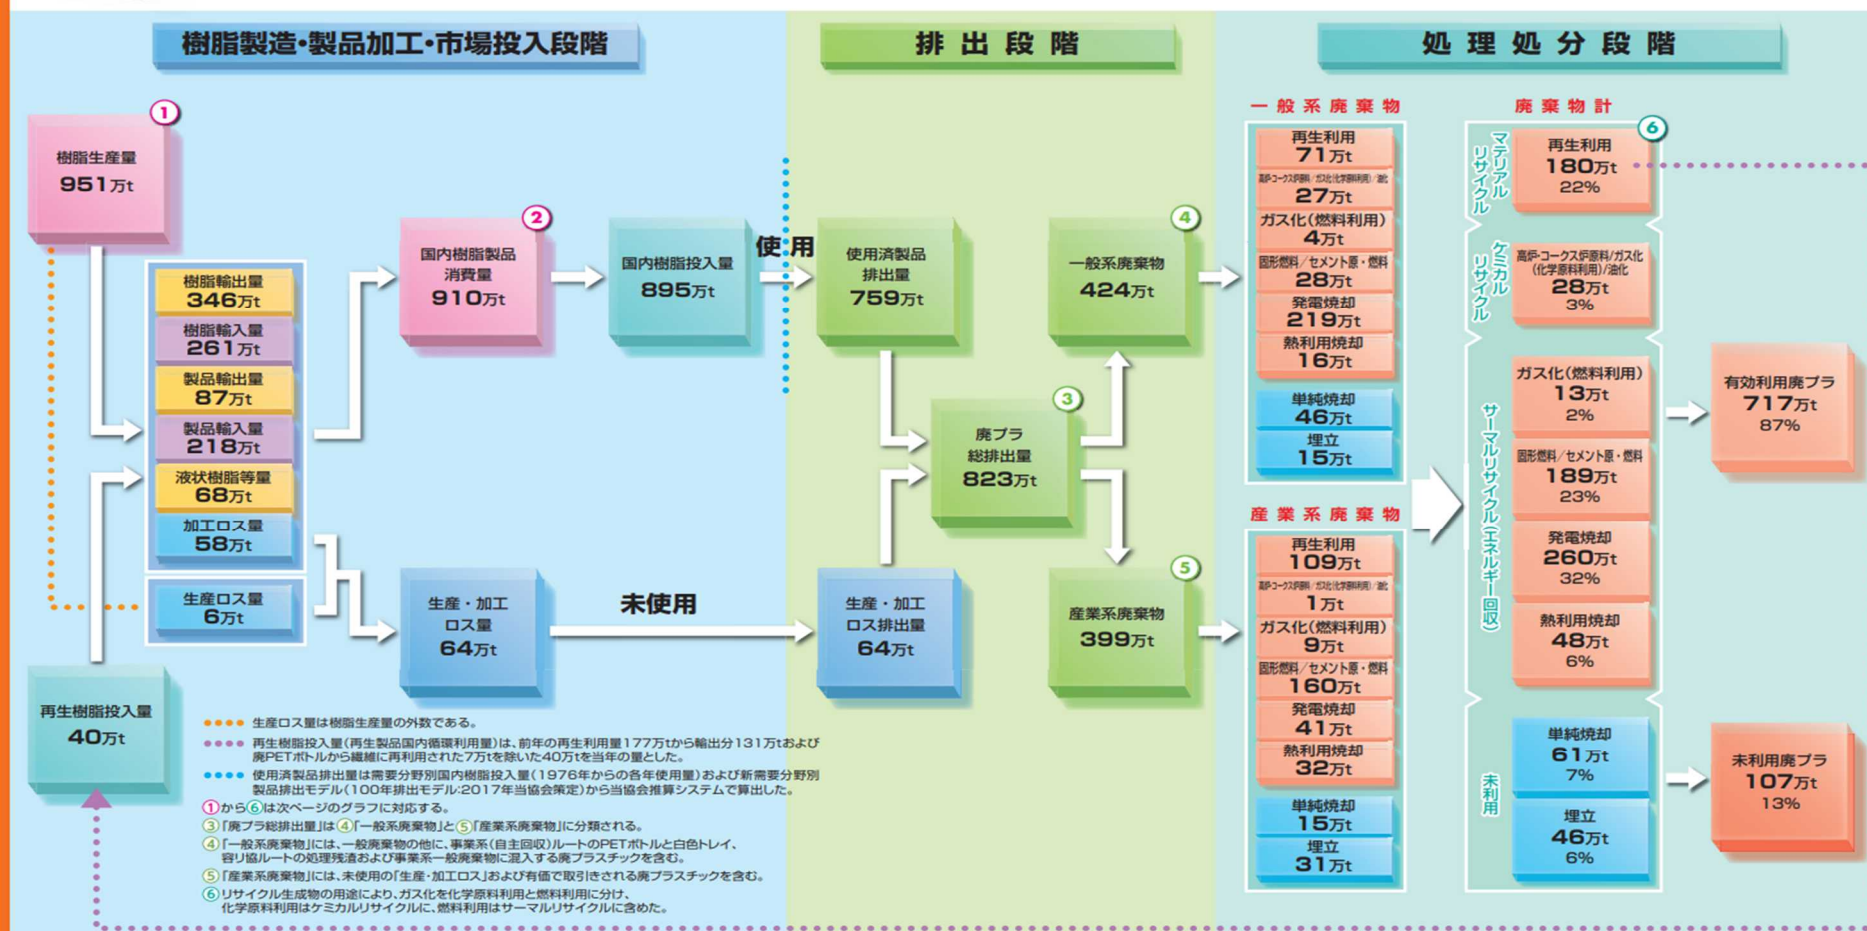 樹脂製造・製品加工・市場投入段階
排出段階
処理処分段階
①
樹脂生産量
951万t
樹脂輸出量
346万t
樹脂輸入量
261万t
製品輸出量
87万t
製品輸入量
218万t
液状樹脂等量
68万t
加工ロス量
58万t
生産ロス量
6万t
再生樹脂投入量
40万t
②
国内樹脂製品
消費量
910万t
国内樹脂投入量
895万t
使用
生産・加工
ロス量
64万t
未使用
使用済製品
排出量
759万t
③
廃プラ
総排出量
823万t
生産・加工
ロス排出量
64万t
④
一般系廃棄物
424万t
⑤
産業系廃棄物
399万t
一般系廃棄物
再生利用
71万t
高炉・コークス炉原料/ガス化(化学原料利用)/油化
27万t
ガス化(燃料利用)
4万t
固形燃料/セメント原・燃料
28万t
発電焼却
219万t
熱利用焼却
16万t
単純焼却
46万t
埋立
15万t
産業系廃棄物
再生利用
109万t
高炉・コークス炉原料/ガス化(化学原料利用)/油化
1万t
ガス化(燃料利用)
9万t
固形燃料/セメント原・燃料
160万t
発電焼却
41万t
熱利用焼却
32万t
単純焼却
15万t
埋立
31万t
廃棄物計
⑥
マテリアル
リサイクル
再生利用
180万t
22%
ケミカル
リサイクル
高炉・コークス炉原料/ガス化
(化学原料利用)/油化
28万t
3%
サーマルリサイクル(エネルギー回収)
ガス化(燃料利用)
13万t
2%
固形燃料/セメント原・燃料
189万t
23%
発電焼却
260万t
32%
熱利用焼却
48万t
6%
未利用
単純焼却
61万t
7%
埋立
46万t
6%
有効利用廃プラ
717万t
87%
未利用廃プラ
107万t
13%
生産ロス量は樹脂生産量の外数である。
再生樹脂投入量(再生製品国内循環利用量)は、前年の再生利用量177万tから輸出分131万tおよび
廃PETボトルから繊維に再利用された7万tを除いた40万tを当年の量とした。
使用済製品排出量は需要分野別国内樹脂投入量(1976年からの各年使用量)および新需要分野別
製品排出モデル(100年排出モデル:2017年当協会策定)から当協会推算システムで算出した。
①から⑥は次ページのグラフに対応する。
③「廃プラ総排出量」は④「一般系廃棄物」と⑤「産業系廃棄物」に分類される。
④「一般系廃棄物」には、一般廃棄物の他に、事業系(自主回収)ルートのPETボトルと白色トレイ、
容リ協ルートの処理残渣および事業系一般廃棄物に混入する廃プラスチックを含む。
⑤「産業系廃棄物」には、未使用の「生産・加工ロス」および有価で取引きされる廃プラスチックを含む。
⑥リサイクル生成物の用途により、ガス化を化学原料利用と燃料利用に分け、
化学原料利用はケミカルリサイクルに、燃料利用はサーマルリサイクルに含めた。